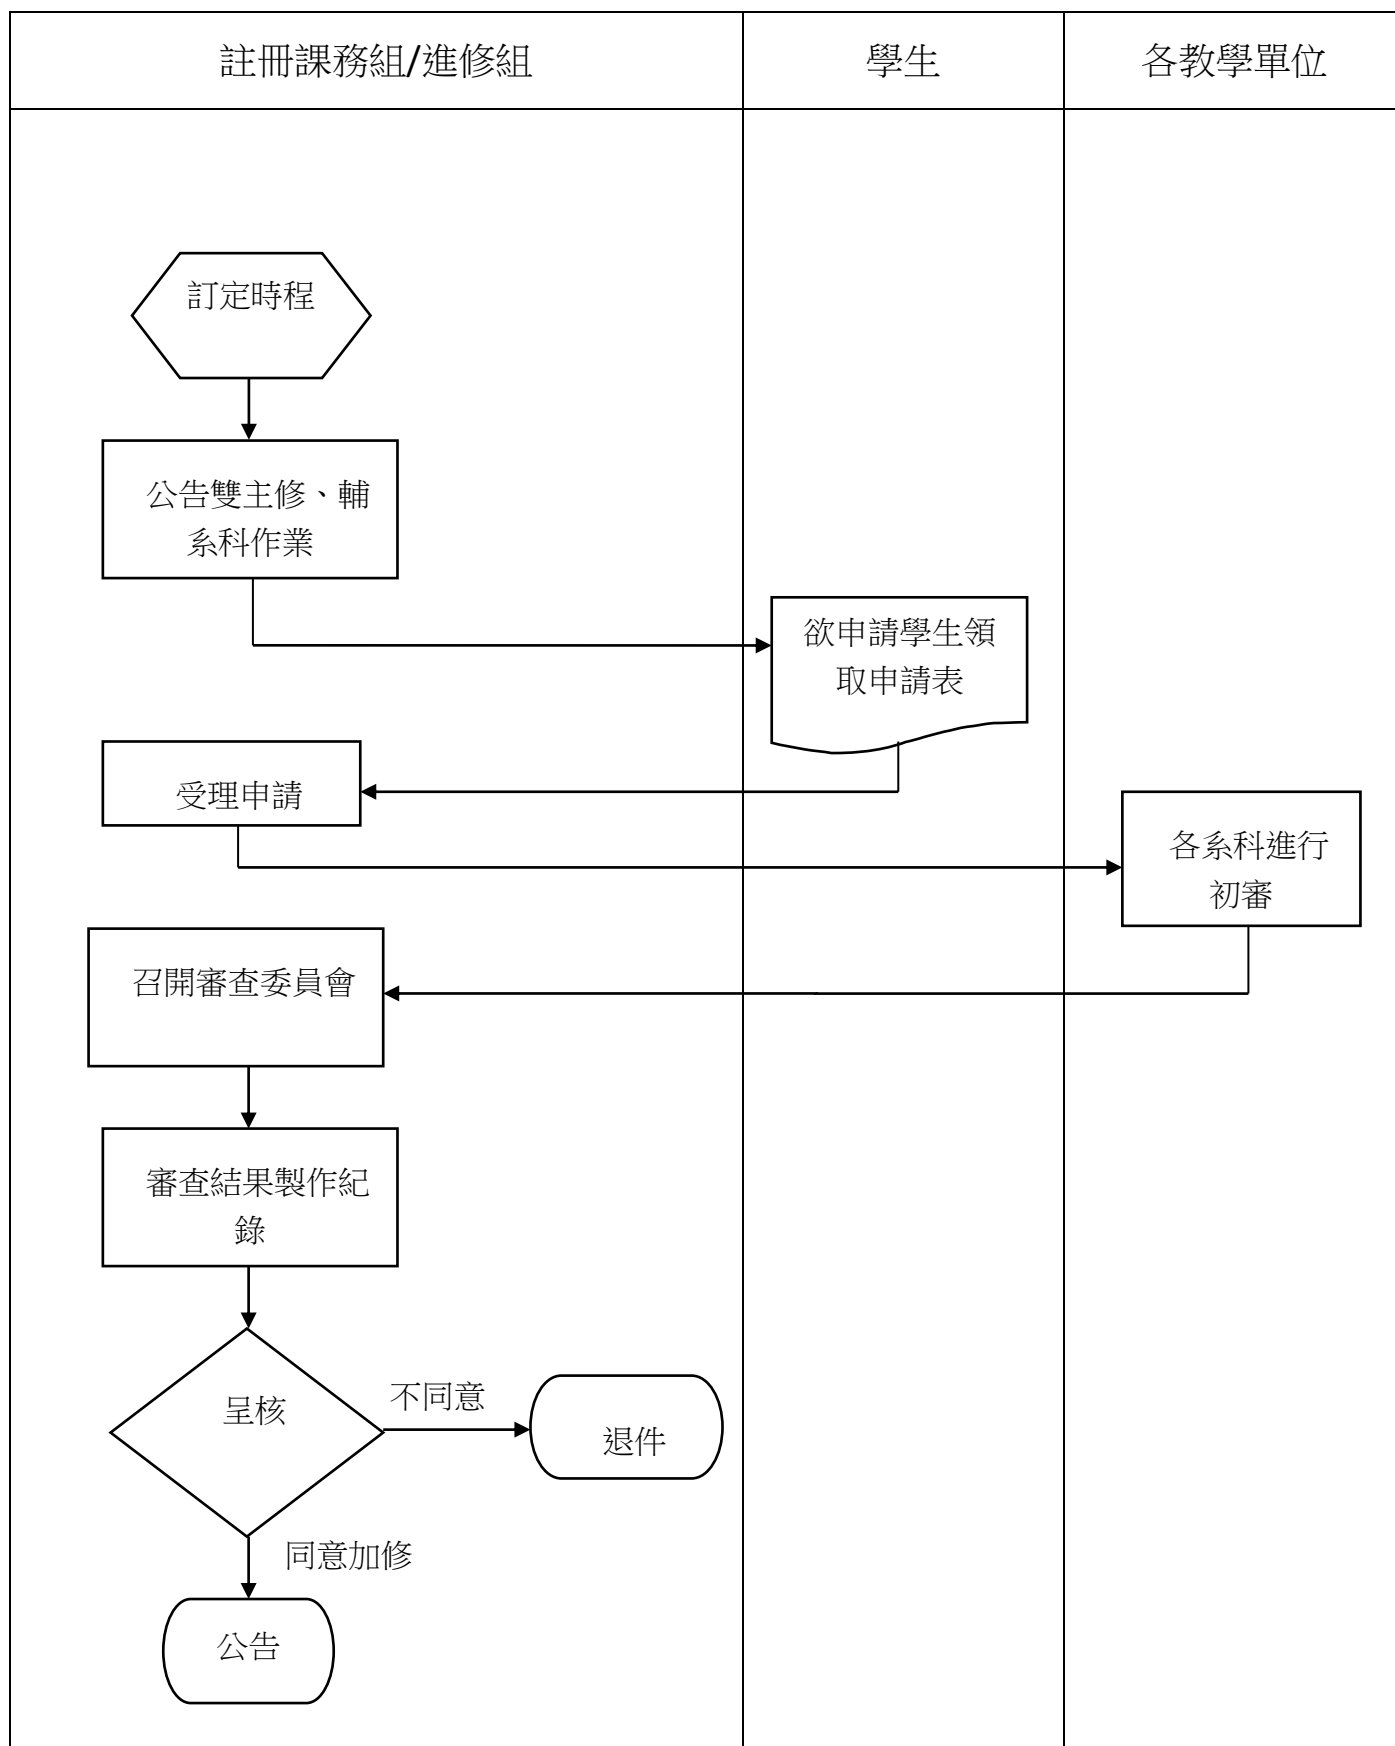 註冊課務組/進修組
學生
各教學單位
訂定時程
公告雙主修、輔
系科作業
欲申請學生領
取申請表
受理申請
各系科進行
初審
召開審查委員會
審查結果製作紀
錄
呈核
不同意
退件
同意加修
公告